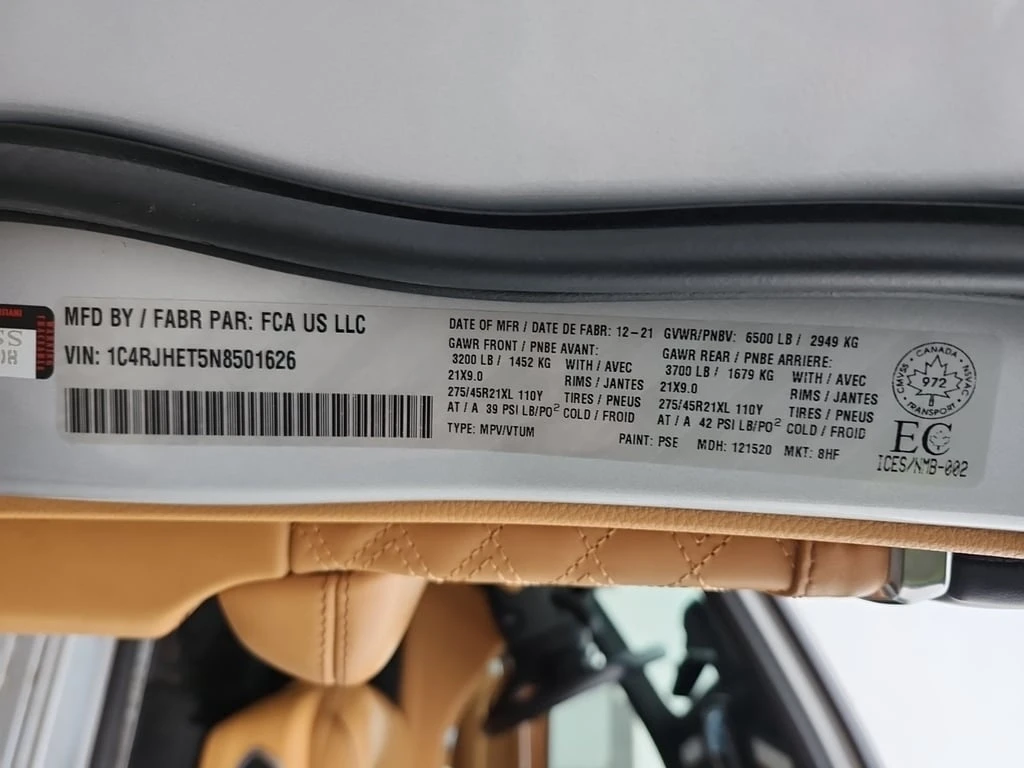 MFD BY / FABR PAR: FCA US LLC
VIN: 1C4RJHET5N8501626
DATE OF MFR / DATE DE FABR: 12-21
GVWR/PNBV: 6500 LB / 2949 KG
GAWR FRONT / PNBE AVANT:
3200 LB / 1452 KG WITH / AVEC
21X9.0 RIMS / JANTES
275/45R21XL 110Y TIRES / PNEUS
AT / A 39 PSI LB/PO² COLD / FROID
GAWR REAR / PNBE ARRIERE:
3700 LB / 1679 KG WITH / AVEC
21X9.0 RIMS / JANTES
275/45R21XL 110Y TIRES / PNEUS
AT / A 42 PSI LB/PO² COLD / FROID
TYPE: MPV/VTUM
PAINT: PSE MDH: 121520 MKT: 8HF
CANADA
CMVSS 972 NSVAC
TRANSPORT
EC
ICES/NMB-002
WARNING